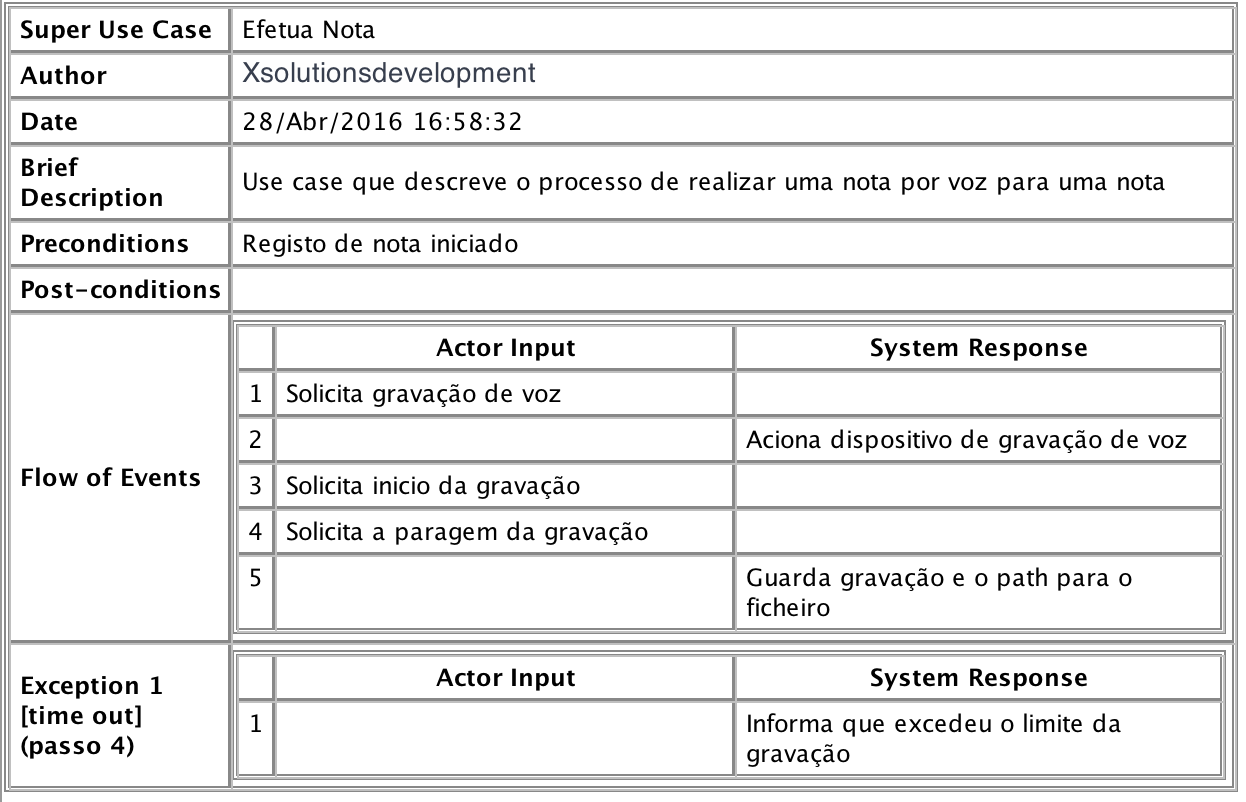 Super Use Case Efetua Nota
Author Xsolutionsdevelopment
Date 28/Abr/2016 16:58:32
Brief
Description
Use case que descreve o processo de realizar uma nota por voz para uma nota
Preconditions Registo de nota iniciado
Post-conditions
Flow of Events
Actor Input System Response
1 Solicita gravação de voz
2 Aciona dispositivo de gravação de voz
3 Solicita inicio da gravação
4 Solicita a paragem da gravação
5 Guarda gravação e o path para o
ficheiro
Exception 1
[time out]
(passo 4)
Actor Input System Response
1 Informa que excedeu o limite da
gravação